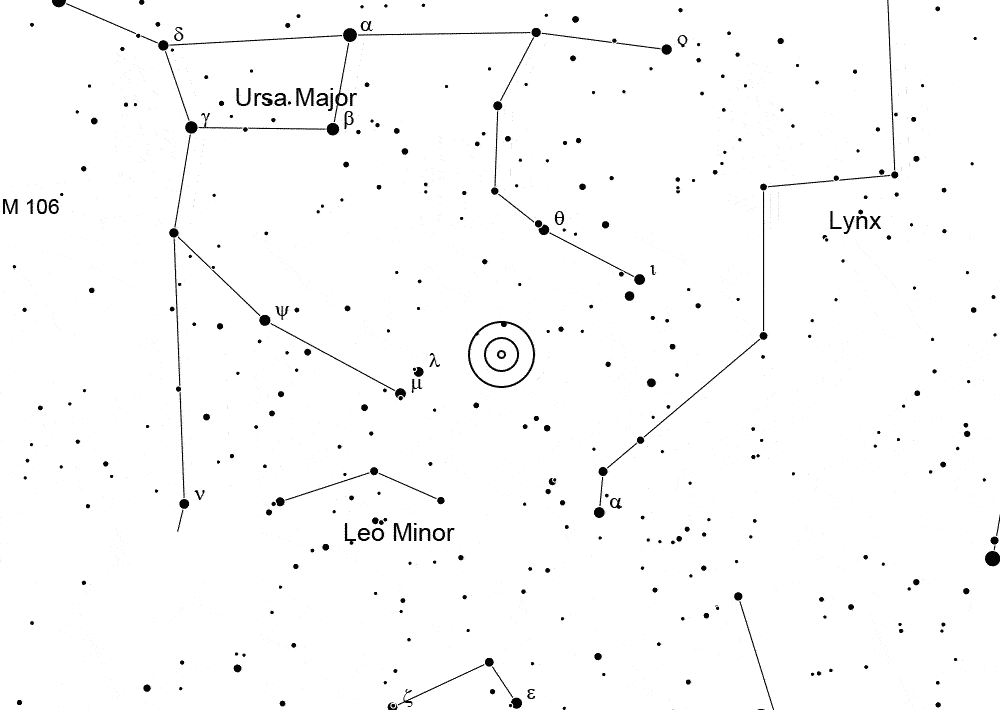 δ
α
ο
Ursa Major
γ
β
M 106
θ
Lynx
ι
ψ
λ
μ
ν
α
Leo Minor
ζ
ε